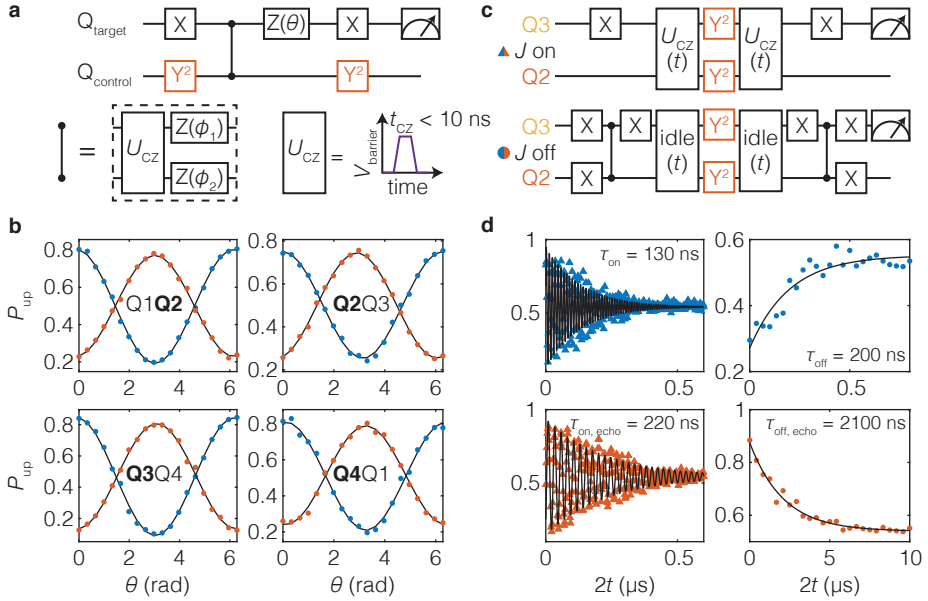 a
Q_target X Z(θ) X
Q_control Y² Y²
= U_CZ Z(ϕ₁) Z(ϕ₂)
U_CZ = V_barrier t_CZ < 10 ns
time
c
Q3 X U_CZ (t) Y² U_CZ (t) X
J on
Q2 Y²
Q3 X X idle (t) Y² idle (t) X
J off
Q2 X Y² X
b
P_up 0.8 0.6 0.4 0.2
Q1Q2
0 2 4 6
0.8 0.6 0.4 0.2
Q2Q3
0 2 4 6
P_up 0.8 0.6 0.4 0.2
Q3Q4
0 2 4 6
θ (rad)
0.8 0.6 0.4 0.2
Q4Q1
0 2 4 6
θ (rad)
d
1 0.5
τ_on = 130 ns
0 0.5
0.6 0.4 0.2
τ_off = 200 ns
0.5
1 0.5
τ_on, echo = 220 ns
0 0.5
2t (µs)
0.8 0.6
τ_off, echo = 2100 ns
0 5 10
2t (µs)